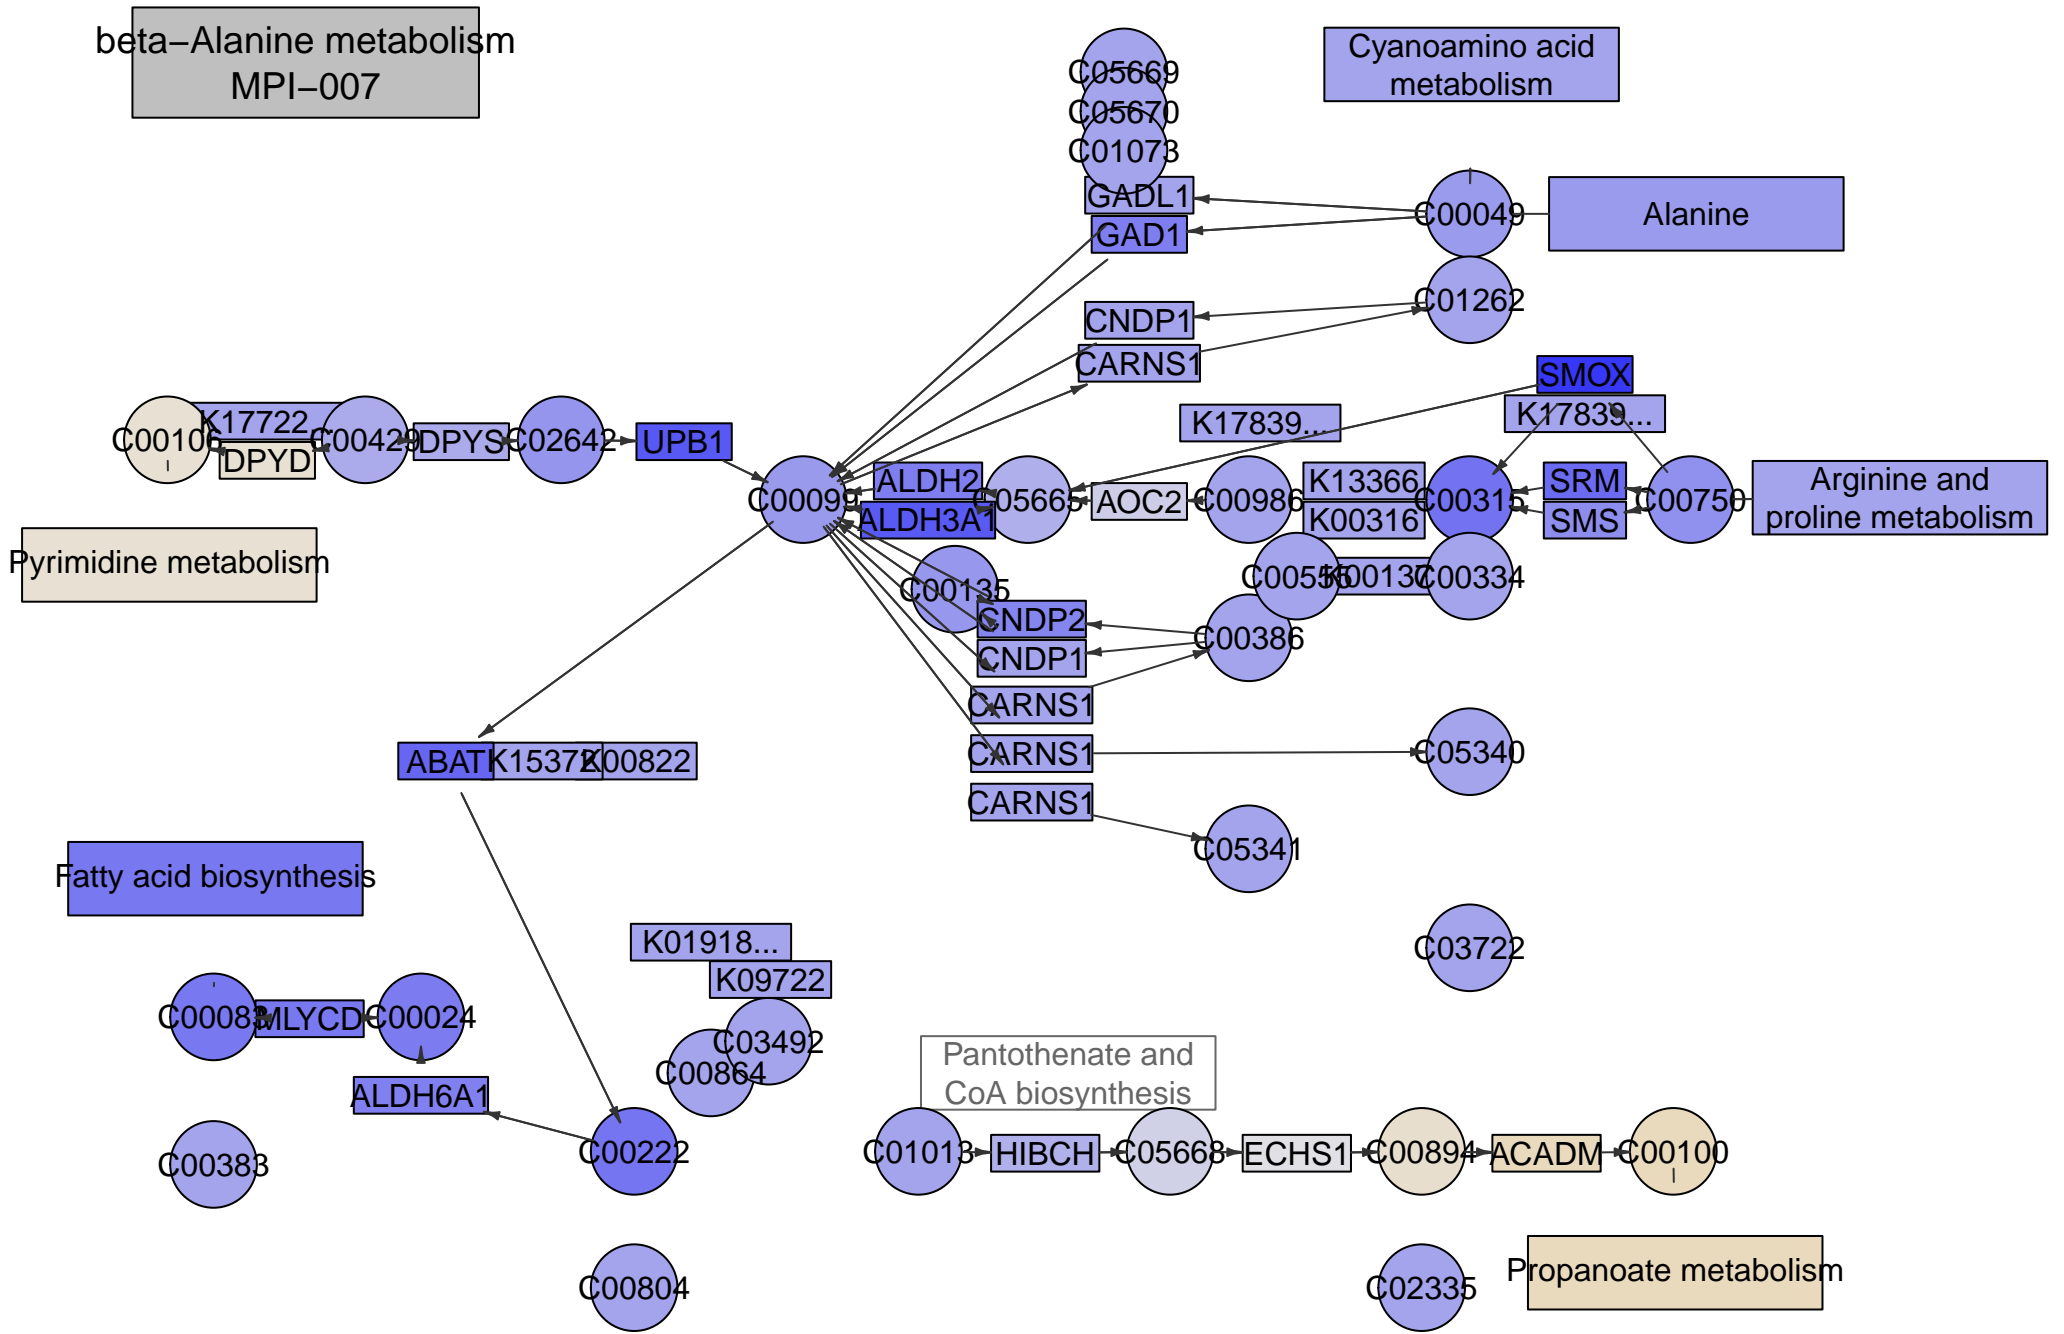 beta−Alanine metabolism
MPI−007
C05669
C05670
C01073
Cyanoamino acid
metabolism
GADL1
GAD1
C00049
Alanine
C01262
CNDP1
CARNS1
SMOX
K17839...
K17839...
C00106
K17722...
DPYD
C00429
DPYS
C02642
UPB1
C00099
ALDH2
ALDH3A1
C05665
AOC2
C00986
K13366
K00316
C00315
SRM
SMS
C00750
Arginine and
proline metabolism
Pyrimidine metabolism
C00135
C00555
K00137
C00334
CNDP2
CNDP1
C00386
CARNS1
CARNS1
C05340
CARNS1
C05341
ABAT
K15372
K00822
Fatty acid biosynthesis
K01918...
K09722
C03722
C00083
MLYCD
C00024
C03492
C00864
ALDH6A1
Pantothenate and
CoA biosynthesis
C00383
C00222
C01013
HIBCH
C05668
ECHS1
C00894
ACADM
C00100
C00804
C02335
Propanoate metabolism